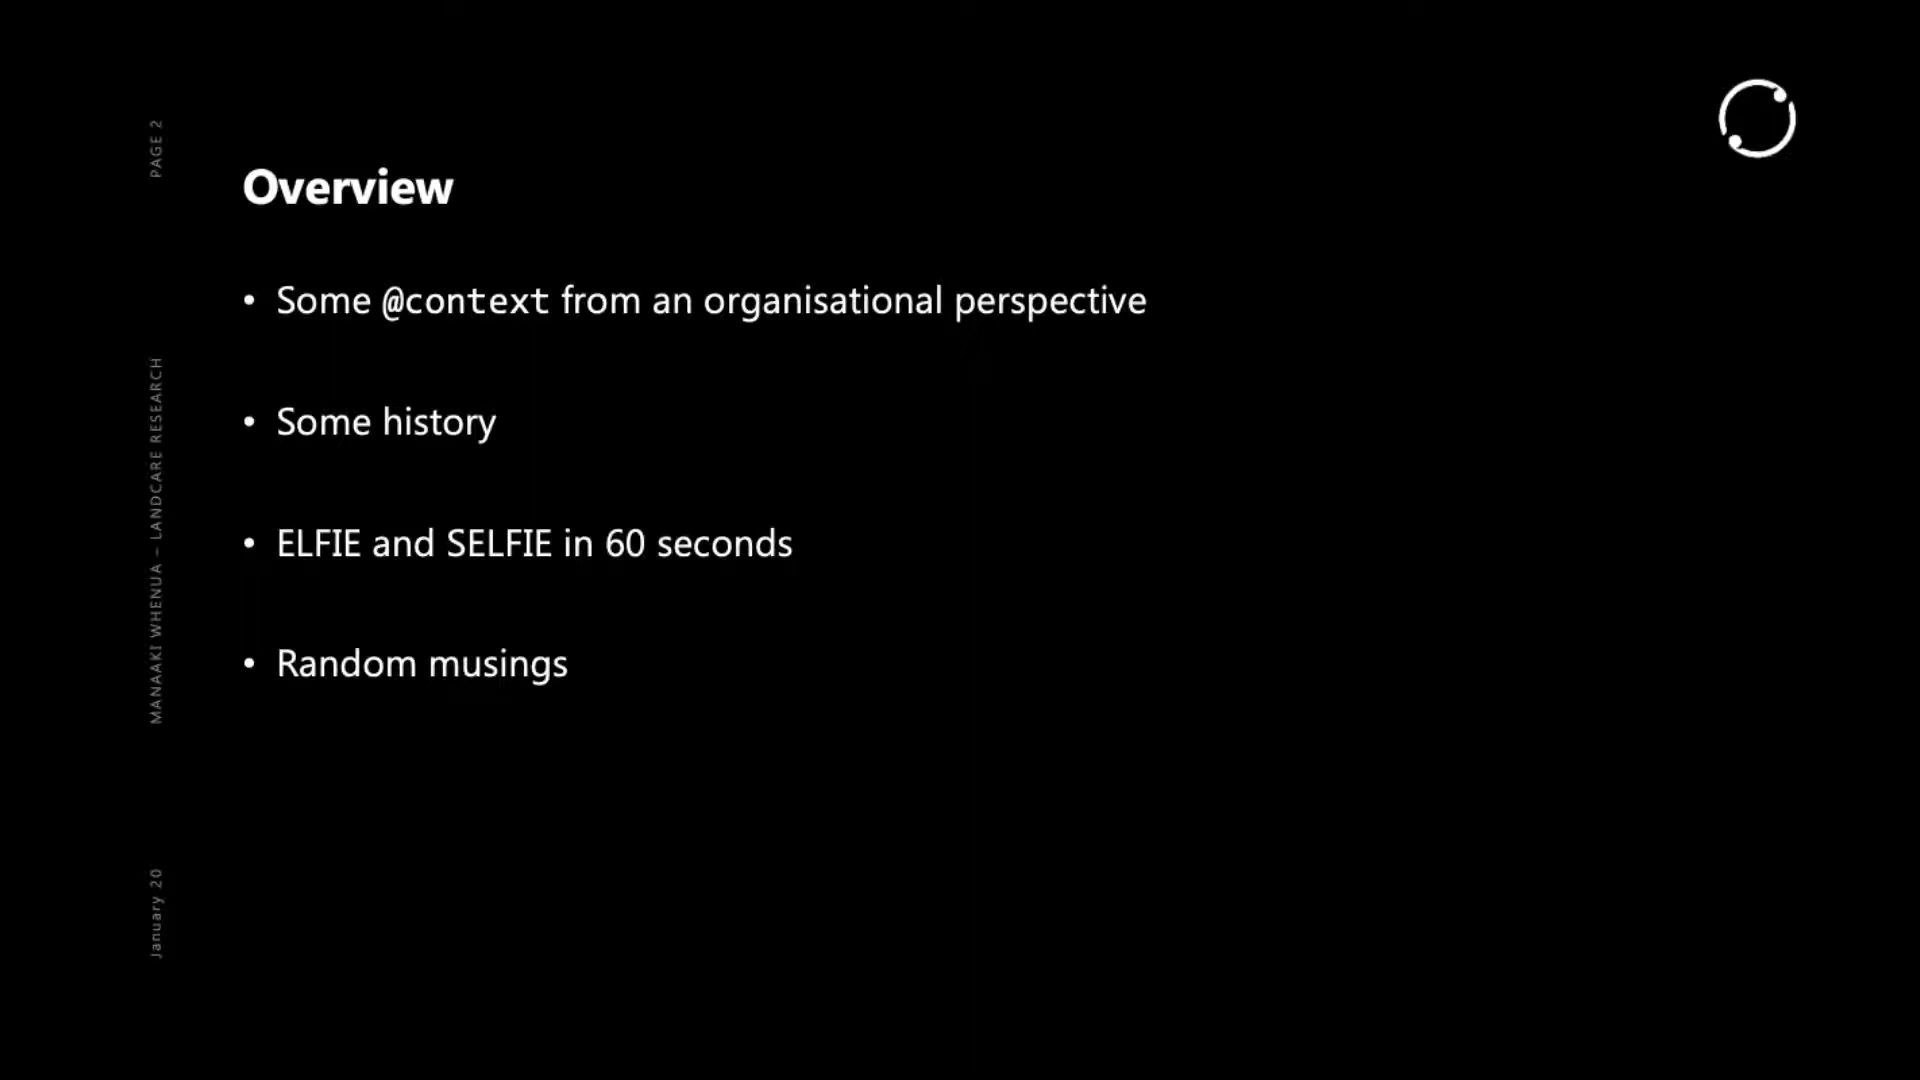 PAGE 2
Overview
• Some @context from an organisational perspective
• Some history
• ELFIE and SELFIE in 60 seconds
• Random musings
MANAAKI WHENUA – LANDCARE RESEARCH
January 20